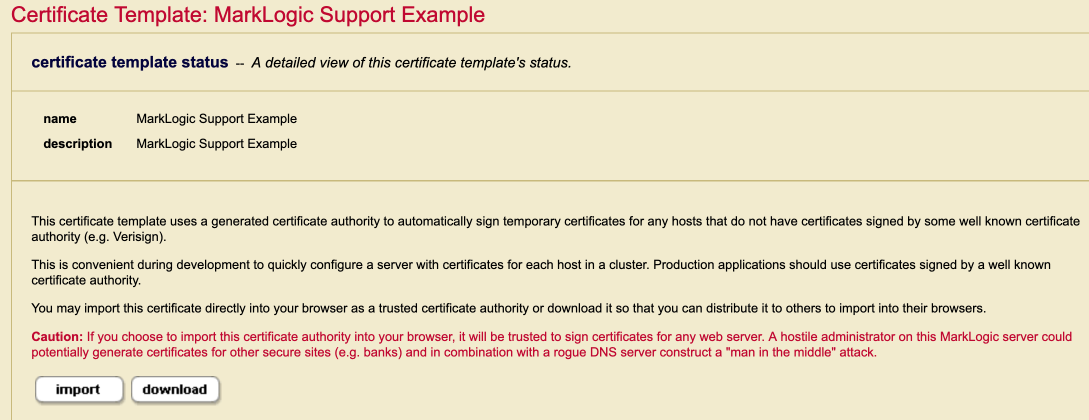 Certificate Template: MarkLogic Support Example
certificate template status -- A detailed view of this certificate template's status.
name MarkLogic Support Example
description MarkLogic Support Example
This certificate template uses a generated certificate authority to automatically sign temporary certificates for any hosts that do not have certificates signed by some well known certificate
authority (e.g. Verisign).
This is convenient during development to quickly configure a server with certificates for each host in a cluster. Production applications should use certificates signed by a well known
certificate authority.
You may import this certificate directly into your browser as a trusted certificate authority or download it so that you can distribute it to others to import into their browsers.
Caution: If you choose to import this certificate authority into your browser, it will be trusted to sign certificates for any web server. A hostile administrator on this MarkLogic server could
potentially generate certificates for other secure sites (e.g. banks) and in combination with a rogue DNS server construct a "man in the middle" attack.
import download